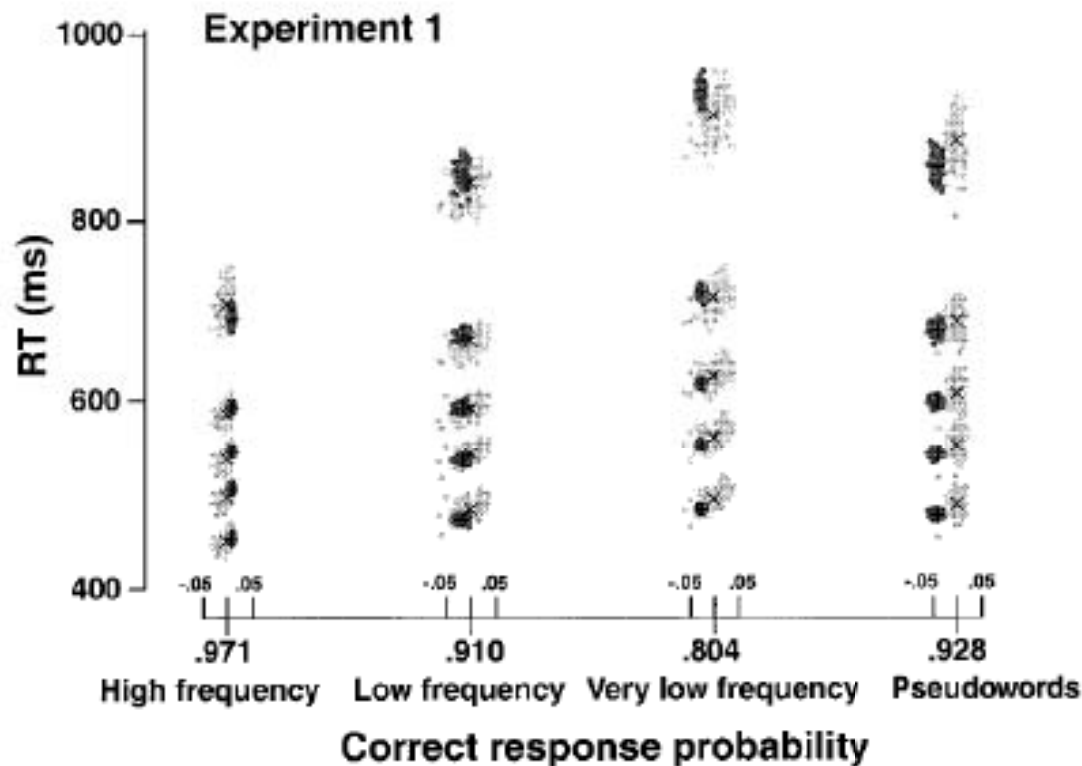 Experiment 1
1000
800
600
400
RT (ms)
-.05 .05 -.05 .05 -.05 .05 -.05 .05
.971 .910 .804 .928
High frequency Low frequency Very low frequency Pseudowords
Correct response probability